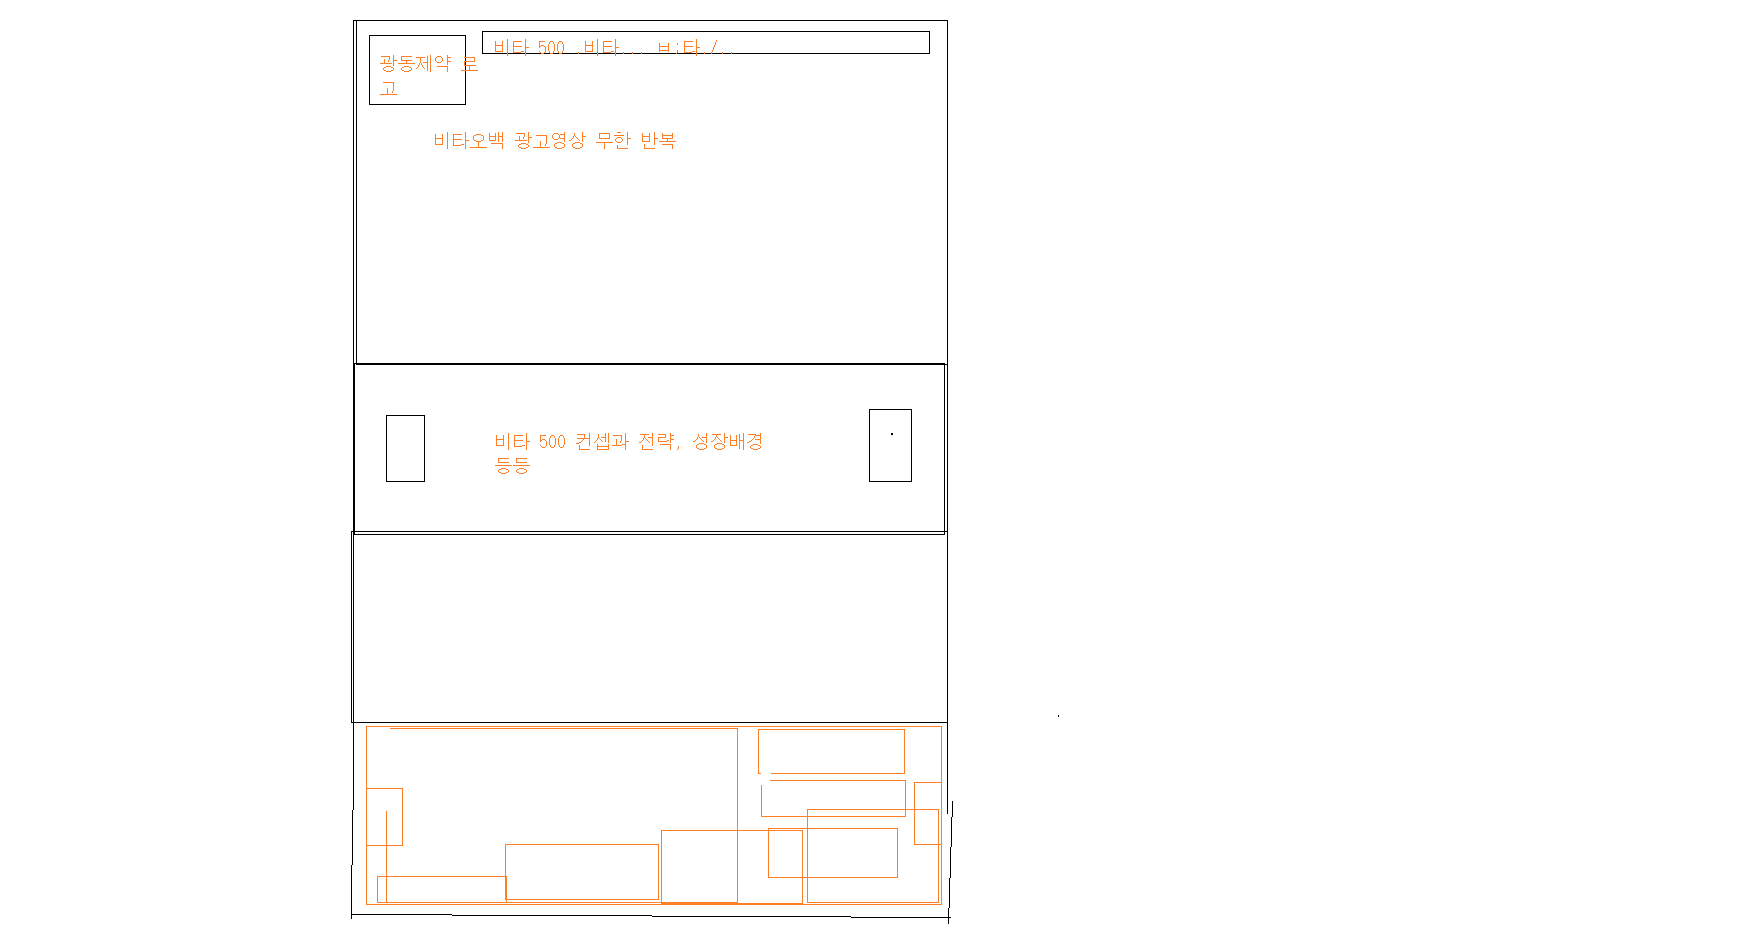 비타 500 .비타... ㅂ;타./..
광동제약 로
고
비타오백 광고영상 무한 반복
비타 500 컨셉과 전략, 성장배경
등등